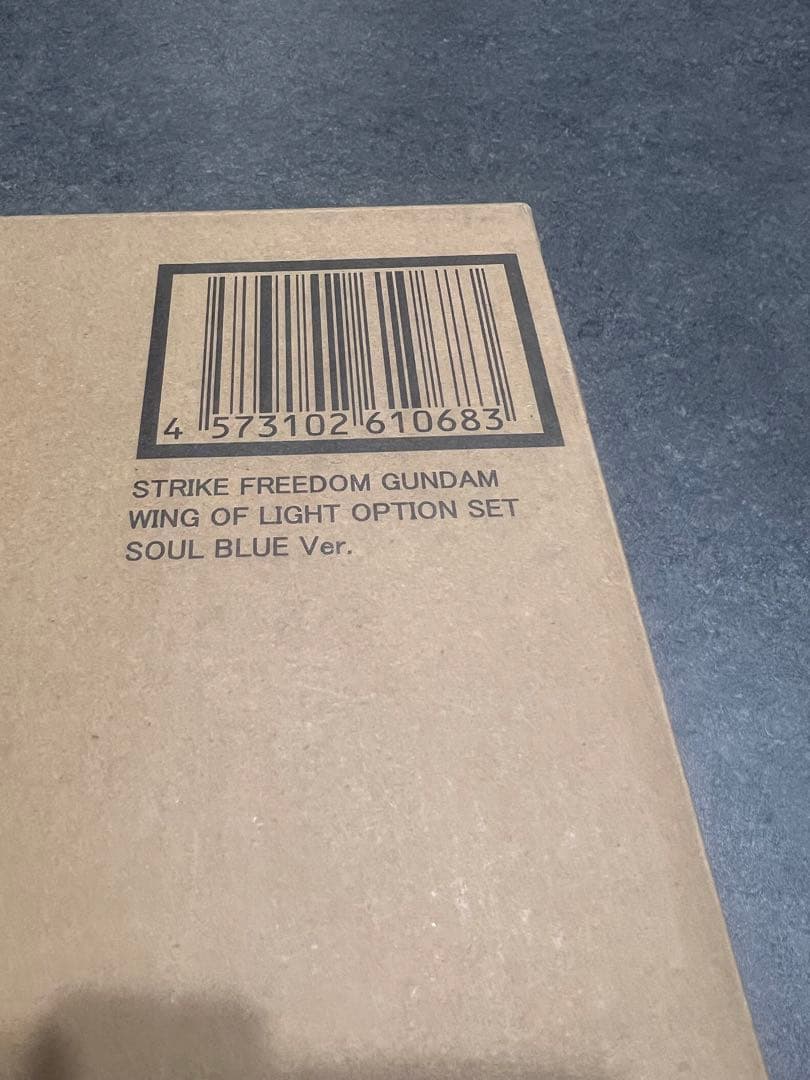 4 573102 610683
STRIKE FREEDOM GUNDAM
WING OF LIGHT OPTION SET
SOUL BLUE Ver.